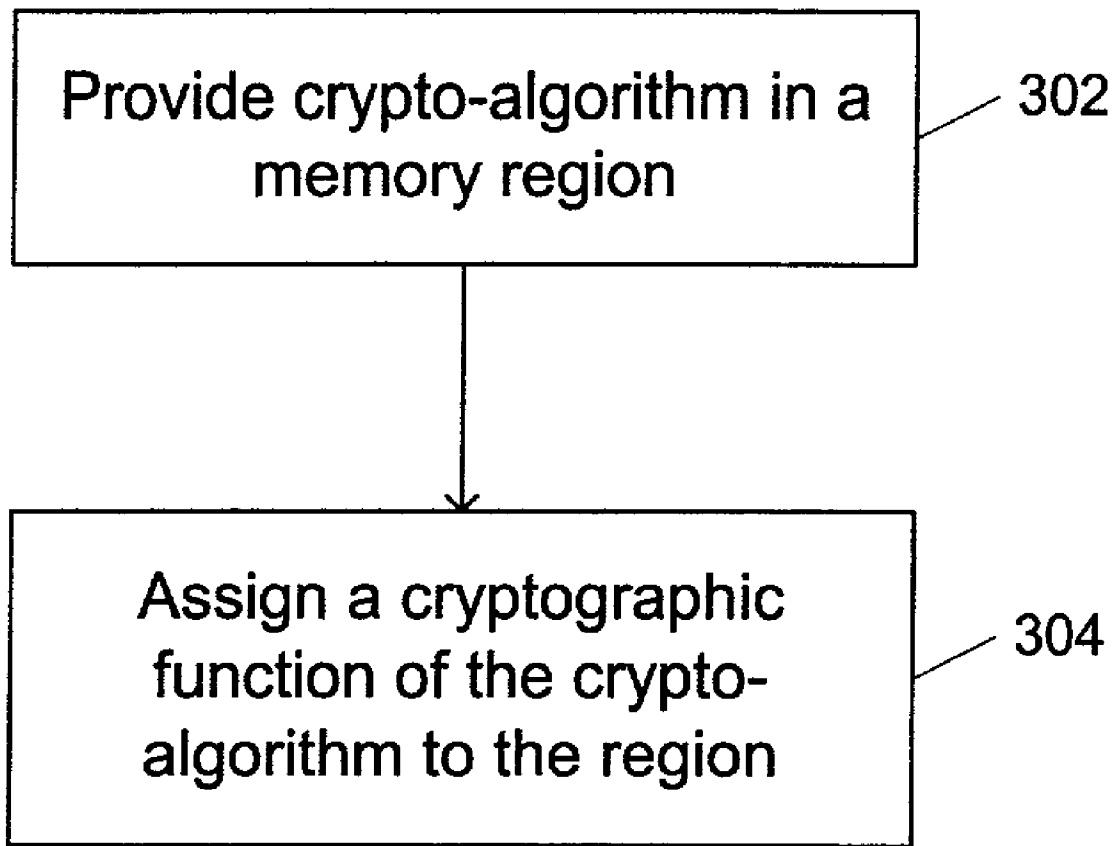 Provide crypto-algorithm in a
memory region
302
Assign a cryptographic
function of the crypto-
algorithm to the region
304